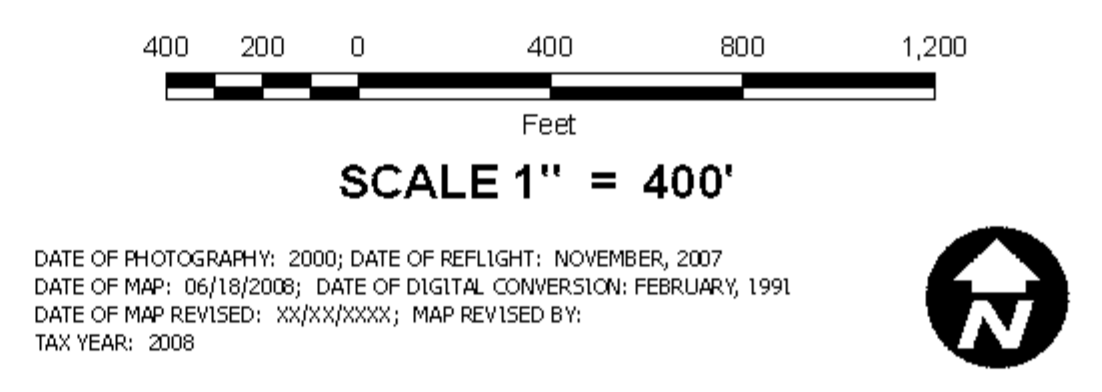 400 200 0 400 800 1,200
Feet
SCALE 1" = 400'
DATE OF PHOTOGRAPHY: 2000; DATE OF REFLIGHT: NOVEMBER, 2007
DATE OF MAP: 06/18/2008; DATE OF DIGITAL CONVERSION: FEBRUARY, 1991
DATE OF MAP REVISED: XX/XX/XXXX; MAP REVISED BY:
TAX YEAR: 2008
N